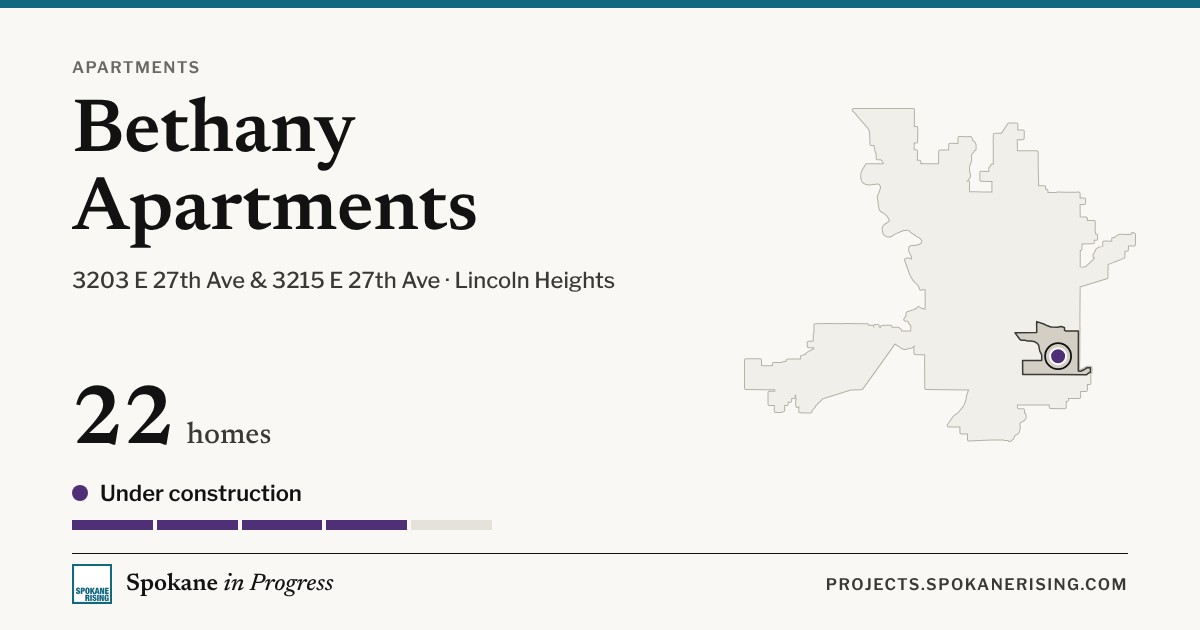 APARTMENTS
Bethany
Apartments
3203 E 27th Ave & 3215 E 27th Ave · Lincoln Heights
22 homes
Under construction
SPOKANE
RISING
Spokane in Progress
PROJECTS.SPOKANERISING.COM